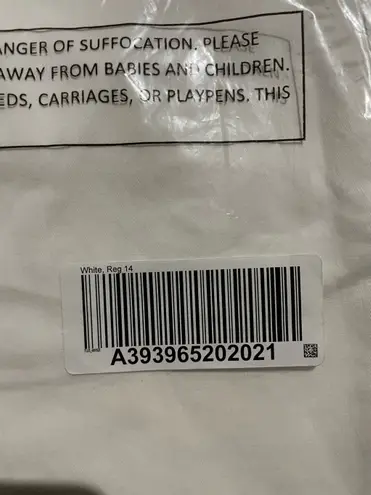 ANGER OF SUFFOCATION. PLEASE
AWAY FROM BABIES AND CHILDREN.
EDS, CARRIAGES, OR PLAYPENS. THIS
White, Reg 14
A393965202021